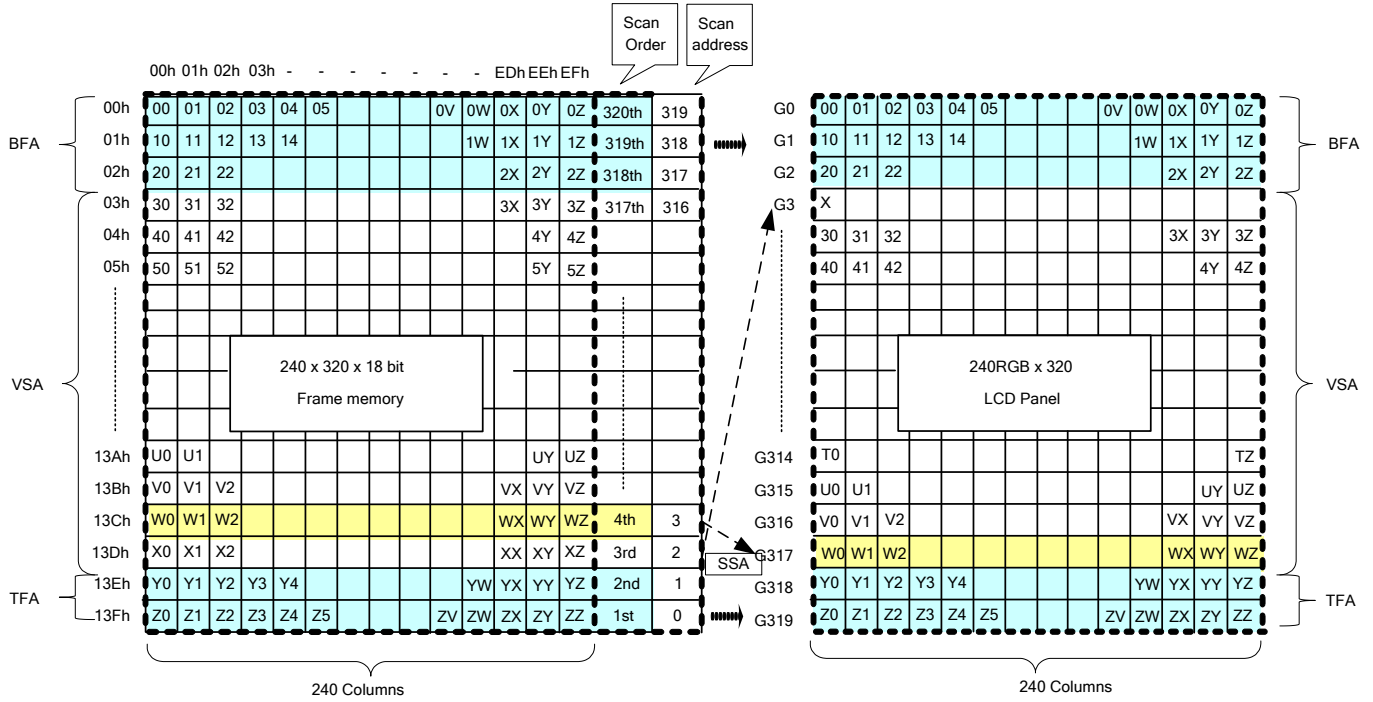 Scan Order
Scan address
00h 01h 02h 03h - - - - - - - EDh EEh EFh
00h 00 01 02 03 04 05 0V 0W 0X 0Y 0Z 320th 319 G0 00 01 02 03 04 05 0V 0W 0X 0Y 0Z
BFA 01h 10 11 12 13 14 1W 1X 1Y 1Z 319th 318 G1 10 11 12 13 14 1W 1X 1Y 1Z BFA
02h 20 21 22 2X 2Y 2Z 318th 317 G2 20 21 22 2X 2Y 2Z
03h 30 31 32 3X 3Y 3Z 317th 316 G3 X
04h 40 41 42 4Y 4Z 30 31 32 3X 3Y 3Z
05h 50 51 52 5Y 5Z 40 41 42 4Y 4Z
240 x 320 x 18 bit 240RGB x 320
VSA Frame memory LCD Panel VSA
13Ah U0 U1 UY UZ G314 T0 TZ
13Bh V0 V1 V2 VX VY VZ G315 U0 U1 UY UZ
13Ch W0 W1 W2 WX WY WZ 4th 3 G316 V0 V1 V2 VX VY VZ
13Dh X0 X1 X2 XX XY XZ 3rd 2 SSA G317 W0 W1 W2 WX WY WZ
13Eh Y0 Y1 Y2 Y3 Y4 YW YX YY YZ 2nd 1 G318 Y0 Y1 Y2 Y3 Y4 YW YX YY YZ
TFA 13Fh Z0 Z1 Z2 Z3 Z4 Z5 ZV ZW ZX ZY ZZ 1st 0 G319 Z0 Z1 Z2 Z3 Z4 Z5 ZV ZW ZX ZY ZZ TFA
240 Columns 240 Columns